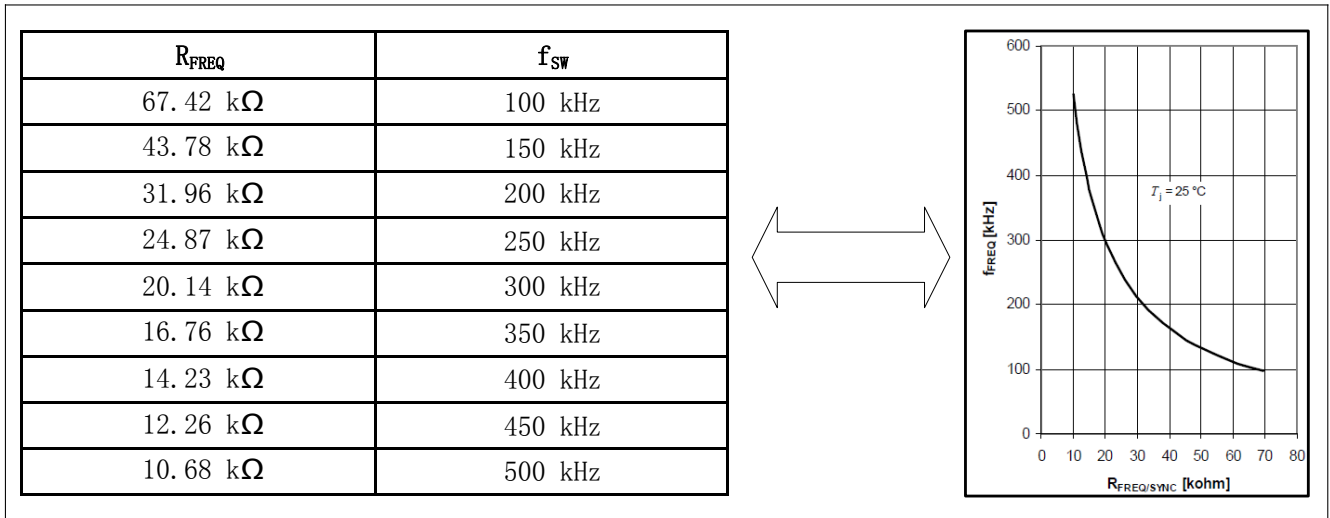 R_FREQ f_SW
67.42 kΩ 100 kHz
43.78 kΩ 150 kHz
31.96 kΩ 200 kHz
24.87 kΩ 250 kHz
20.14 kΩ 300 kHz
16.76 kΩ 350 kHz
14.23 kΩ 400 kHz
12.26 kΩ 450 kHz
10.68 kΩ 500 kHz
600
500
400
300
200
100
0
fFREQ [kHz]
Tj = 25 °C
0 10 20 30 40 50 60 70 80
RFREQ/SYNC [kohm]